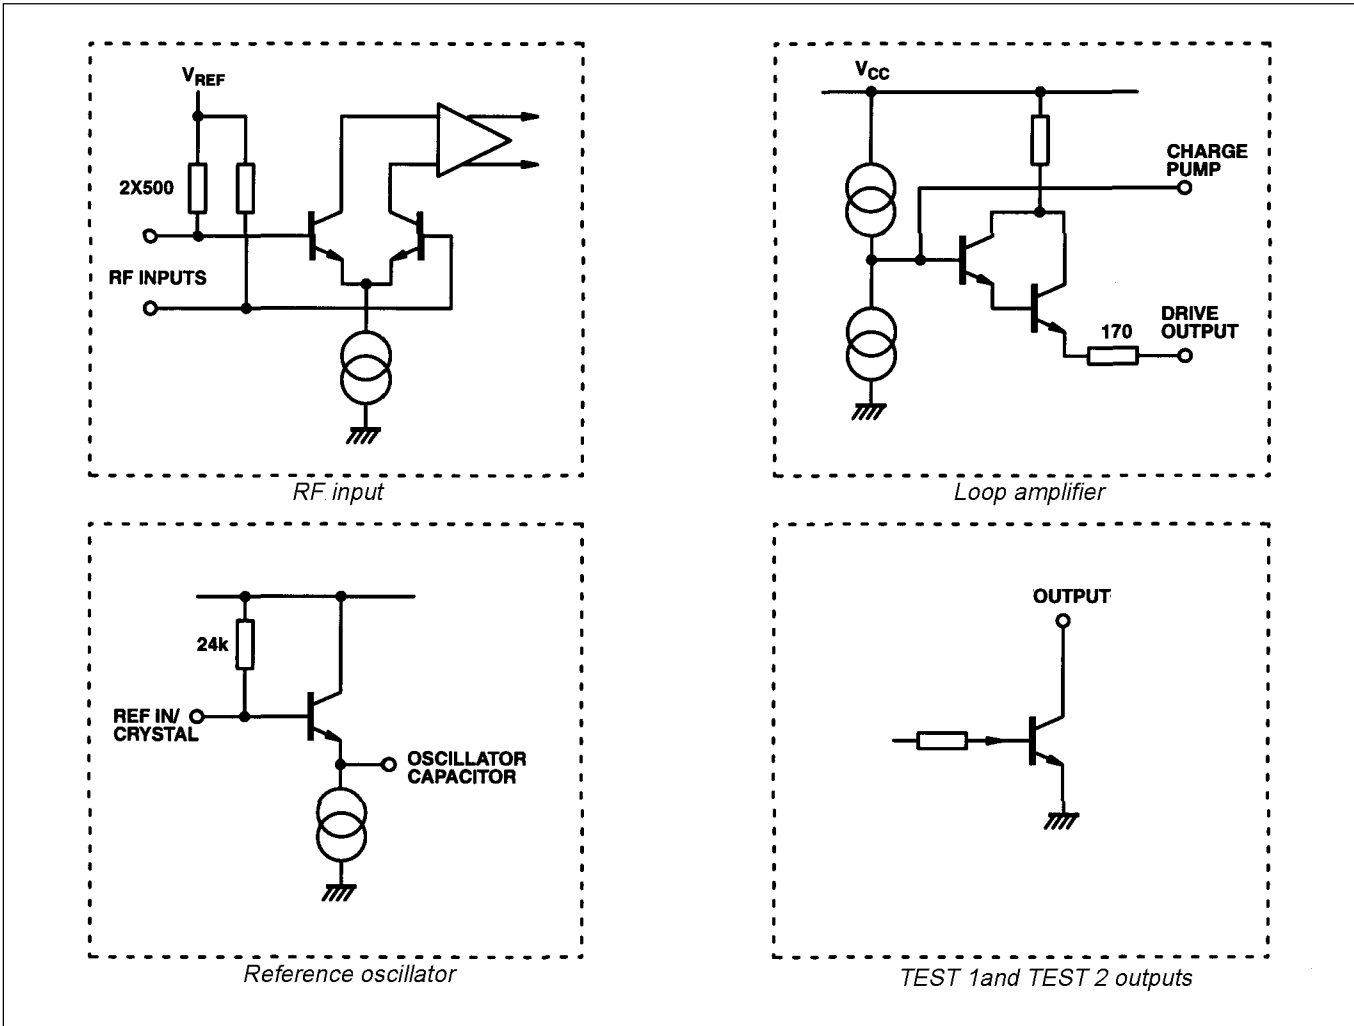 VREF
2X500
RF INPUTS
RF input
VCC
CHARGE
PUMP
DRIVE
OUTPUT
170
Loop amplifier
24k
REF IN/
CRYSTAL
OSCILLATOR
CAPACITOR
Reference oscillator
OUTPUT
TEST 1and TEST 2 outputs